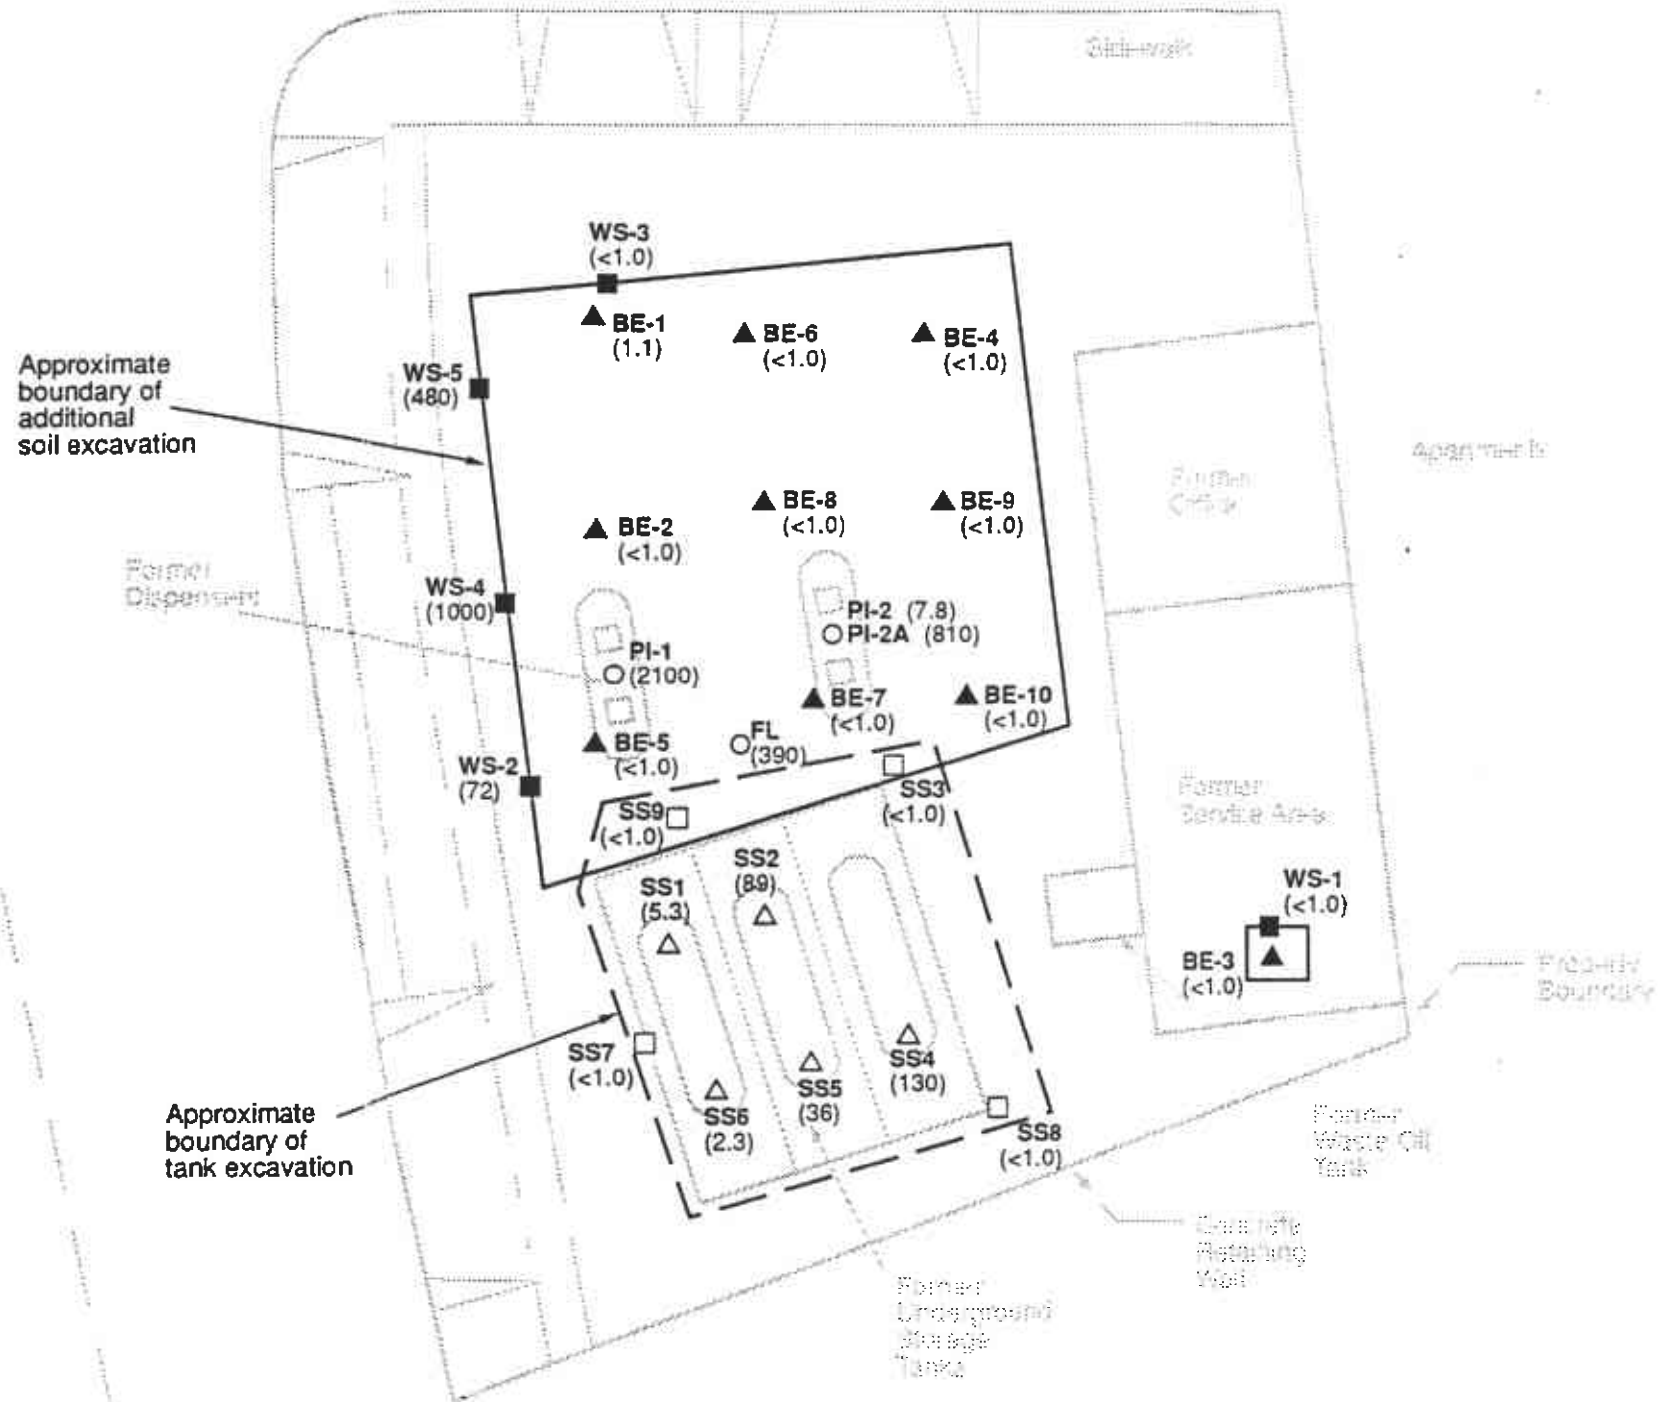 Sidewalk
WS-3
(<1.0)
BE-1
(1.1)
BE-6
(<1.0)
BE-4
(<1.0)
Approximate
boundary of
additional
soil excavation
WS-5
(480)
Apartments
Former
Office
BE-8
(<1.0)
BE-9
(<1.0)
BE-2
(<1.0)
Former
Dispensers
WS-4
(1000)
PI-2 (7.8)
PI-2A (810)
PI-1
(2100)
BE-7
(<1.0)
BE-10
(<1.0)
FL
(390)
BE-5
(<1.0)
WS-2
(72)
SS3
(<1.0)
SS9
(<1.0)
Former
Service Area
SS2
(89)
SS1
(5.3)
WS-1
(<1.0)
BE-3
(<1.0)
Property
Boundary
SS7
(<1.0)
SS4
(130)
SS5
(36)
SS6
(2.3)
SS8
(<1.0)
Approximate
boundary of
tank excavation
Former
Waste Oil
Tank
Concrete
Retaining
Wall
Former
Underground
Storage
Tanks